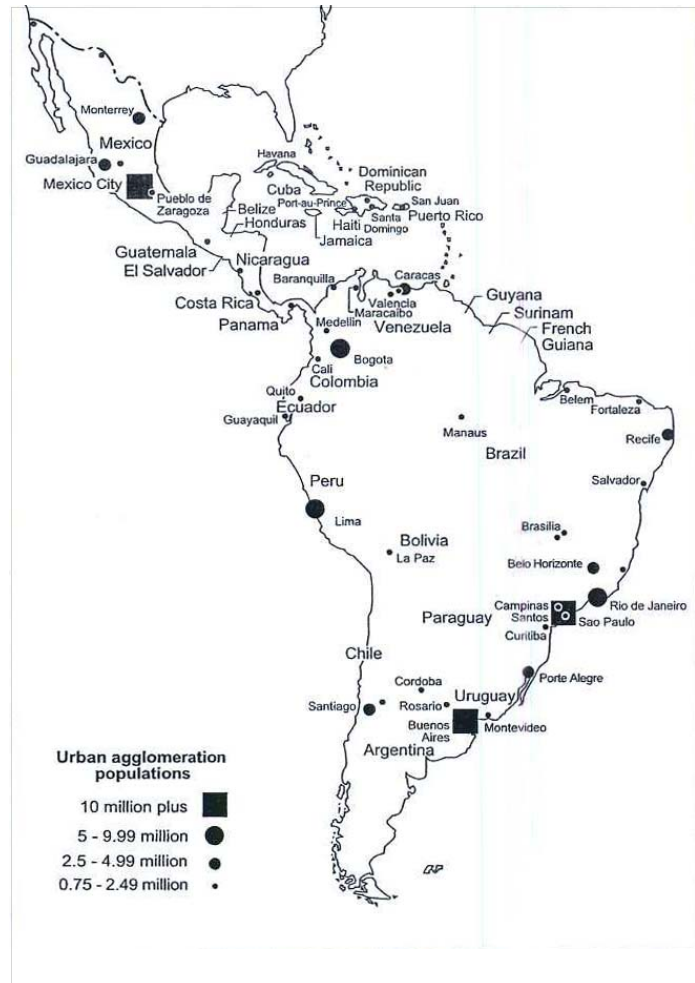 Monterrey
Mexico
Guadalajara
Mexico City
Pueblo de
Zaragoza
Havana
Cuba
Dominican
Republic
Port-au-Prince
San Juan
Haiti
Santa
Domingo
Puerto Rico
Jamaica
Belize
Honduras
Guatemala
El Salvador
Nicaragua
Costa Rica
Panama
Baranquilla
Caracas
Valencia
Maracaibo
Venezuela
Guyana
Surinam
French
Guiana
Medellin
Bogota
Cali
Colombia
Quito
Ecuador
Guayaquil
Belem
Fortaleza
Manaus
Recife
Brazil
Peru
Salvador
Lima
Brasilia
Bolivia
La Paz
Belo Horizonte
Campinas
Rio de Janeiro
Paraguay
Santos
Sao Paulo
Curitiba
Chile
Porte Alegre
Cordoba
Uruguay
Santiago
Rosario
Buenos
Aires
Montevideo
Argentina
Urban agglomeration
populations
10 million plus
5 - 9.99 million
2.5 - 4.99 million
0.75 - 2.49 million